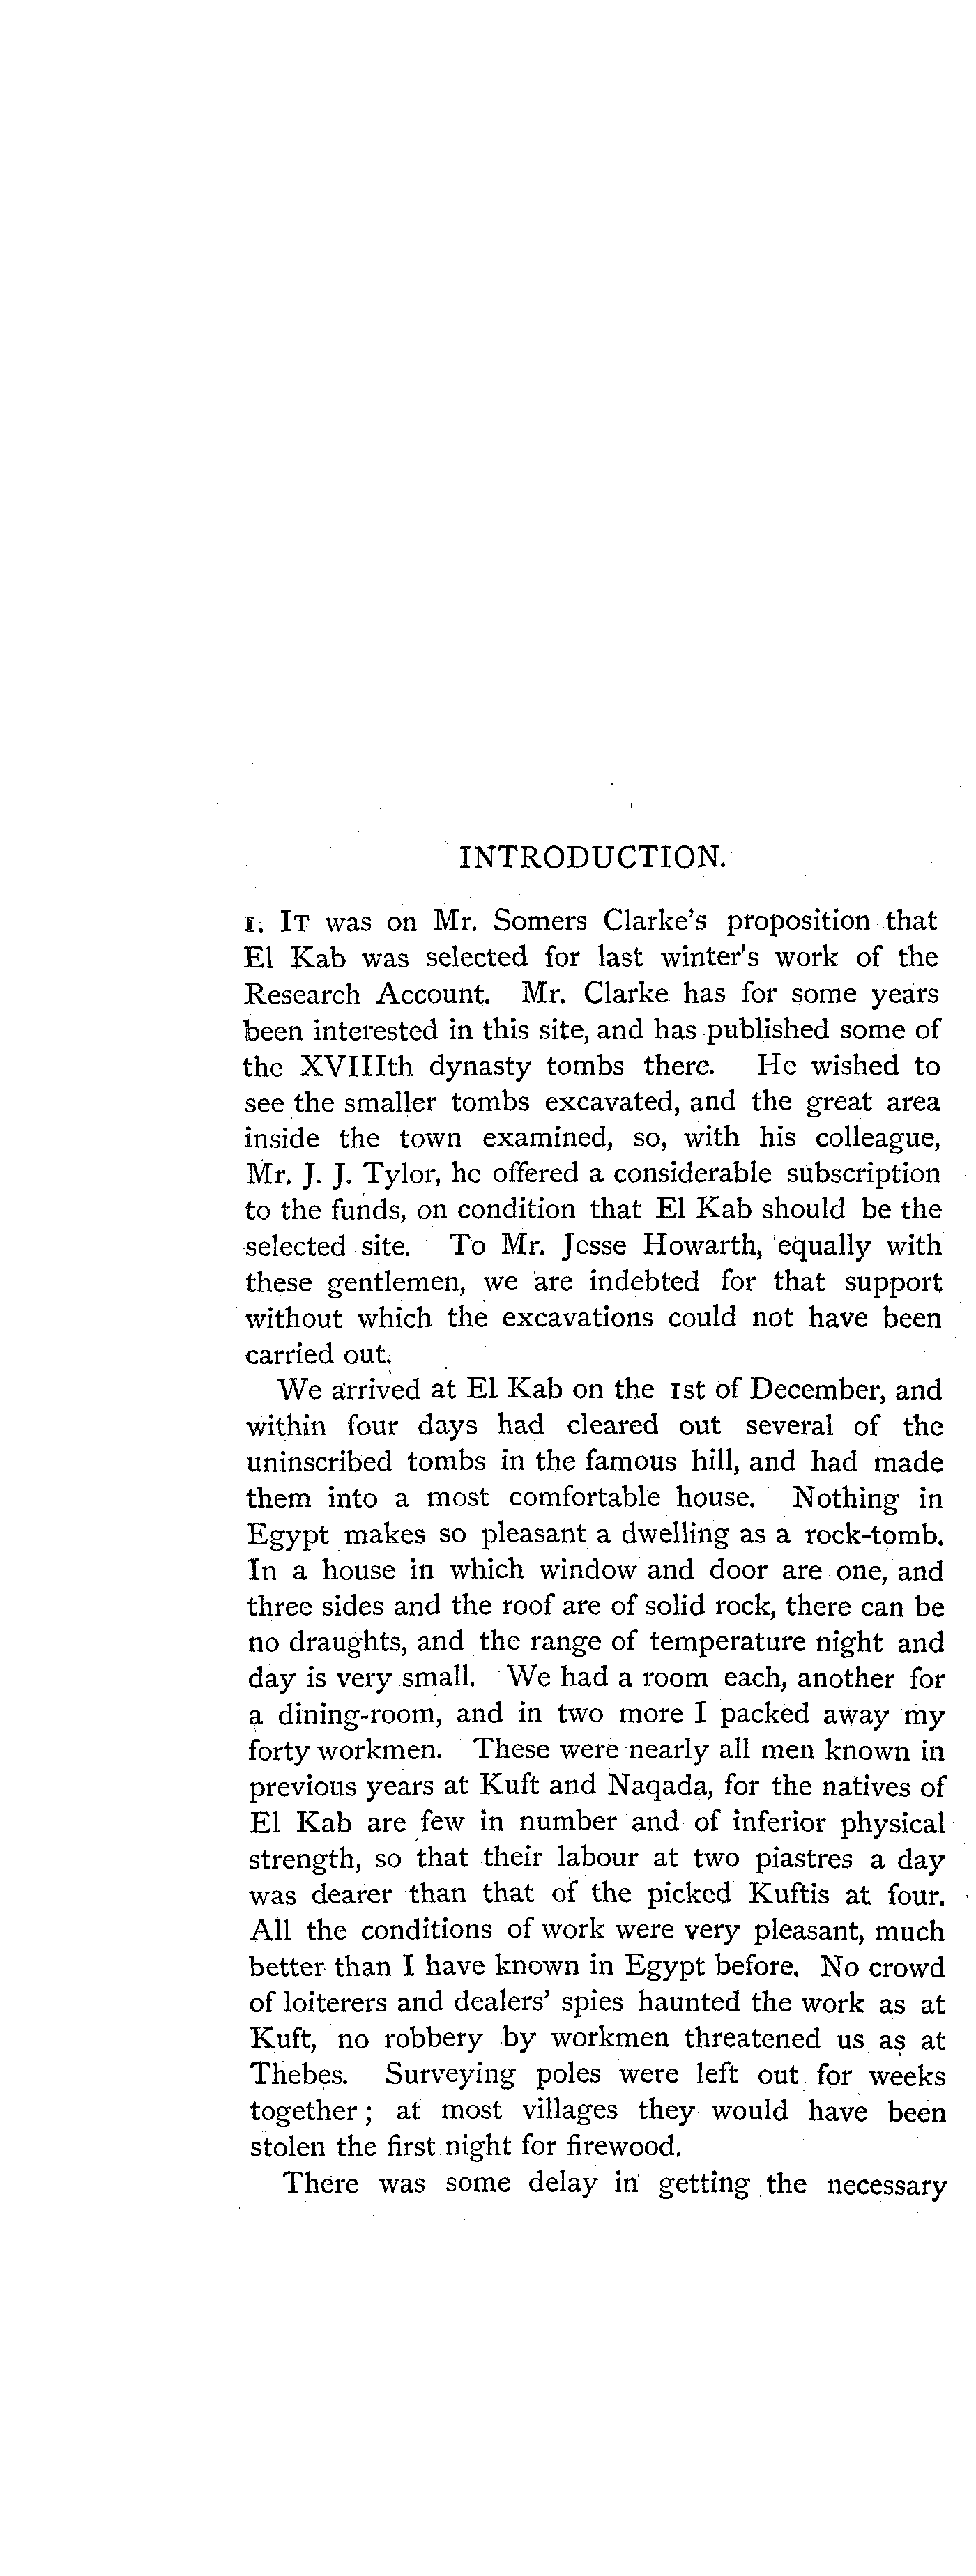 INTRODUCTION.
1. IT was on Mr. Somers Clarke's proposition that
El Kab was selected for last winter's work of the
Research Account. Mr. Clarke has for some years
been interested in this site, and has published some of
the XVIIIth dynasty tombs there. He wished to
see the smaller tombs excavated, and the great area
inside the town examined, so, with his colleague,
Mr. J. J. Tylor, he offered a considerable subscription
to the funds, on condition that El Kab should be the
selected site. To Mr. Jesse Howarth, equally with
these gentlemen, we are indebted for that support
without which the excavations could not have been
carried out.
We arrived at El Kab on the 1st of December, and
within four days had cleared out several of the
uninscribed tombs in the famous hill, and had made
them into a most comfortable house. Nothing in
Egypt makes so pleasant a dwelling as a rock-tomb.
In a house in which window and door are one, and
three sides and the roof are of solid rock, there can be
no draughts, and the range of temperature night and
day is very small. We had a room each, another for
a dining-room, and in two more I packed away my
forty workmen. These were nearly all men known in
previous years at Kuft and Naqada, for the natives of
El Kab are few in number and of inferior physical
strength, so that their labour at two piastres a day
was dearer than that of the picked Kuftis at four.
All the conditions of work were very pleasant, much
better than I have known in Egypt before. No crowd
of loiterers and dealers' spies haunted the work as at
Kuft, no robbery by workmen threatened us as at
Thebes. Surveying poles were left out for weeks
together; at most villages they would have been
stolen the first night for firewood.
There was some delay in getting the necessary